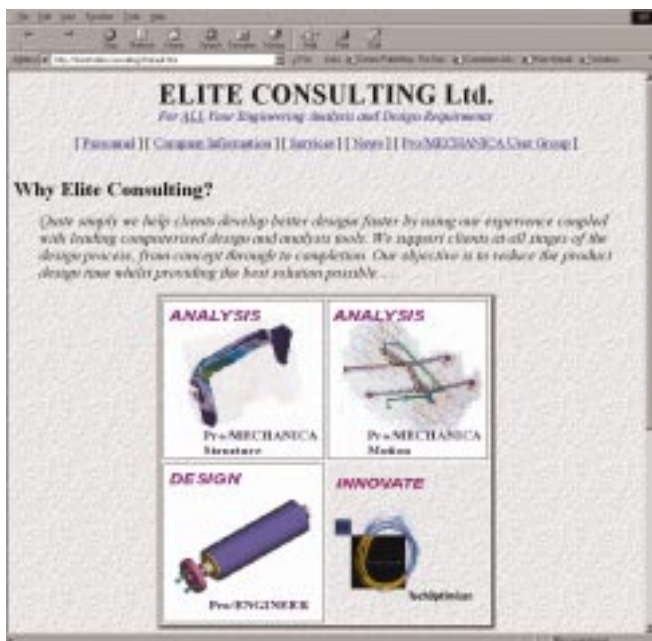 ELITE CONSULTING Ltd.
For ALL Your Engineering Analysis and Design Requirments
[ Personnel ][ Company Information ][ Services ][ News ][ Pro/MECHANICA User Group ]
Why Elite Consulting?
Quite simply we help clients develop better designs faster by using our experience coupled
with leading computerised design and analysis tools. We support clients at all stages of the
design process, from concept through to completion. Our objective is to reduce the product
design time whilst providing the best solution possible.....
ANALYSIS
Pro/MECHANICA
Structure
ANALYSIS
Pro/MECHANICA
Motion
DESIGN
Pro/ENGINEER
INNOVATE
TechOptimizer